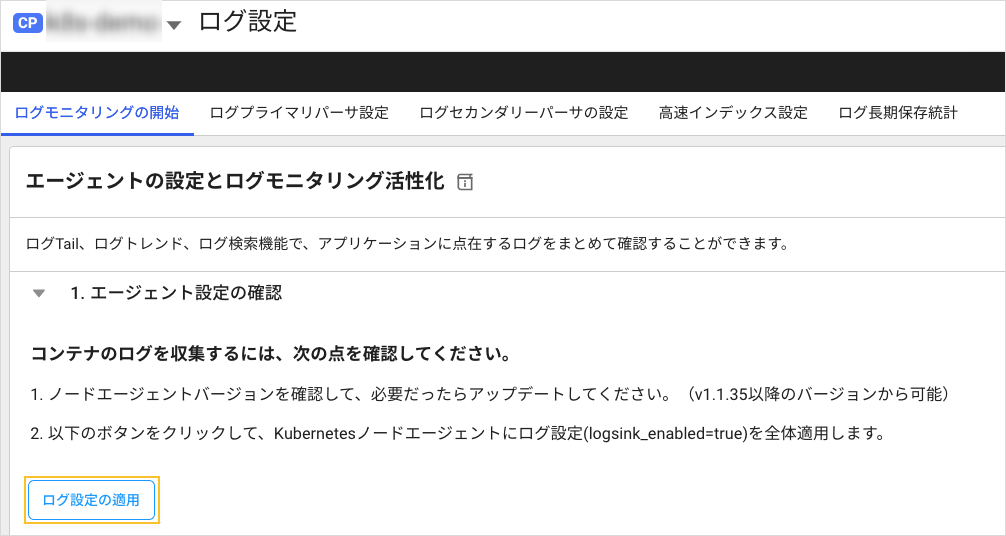 CP ログ設定
ログモニタリングの開始 ログプライマリパーサ設定 ログセカンダリーパーサの設定 高速インデックス設定 ログ長期保存統計
エージェントの設定とログモニタリング活性化
ログTail、ログトレンド、ログ検索機能で、アプリケーションに点在するログをまとめて確認することができます。
1. エージェント設定の確認
コンテナのログを収集するには、次の点を確認してください。
1. ノードエージェントバージョンを確認して、必要だったらアップデートしてください。（v1.1.35以降のバージョンから可能）
2. 以下のボタンをクリックして、Kubernetesノードエージェントにログ設定(logsink_enabled=true)を全体適用します。
ログ設定の適用